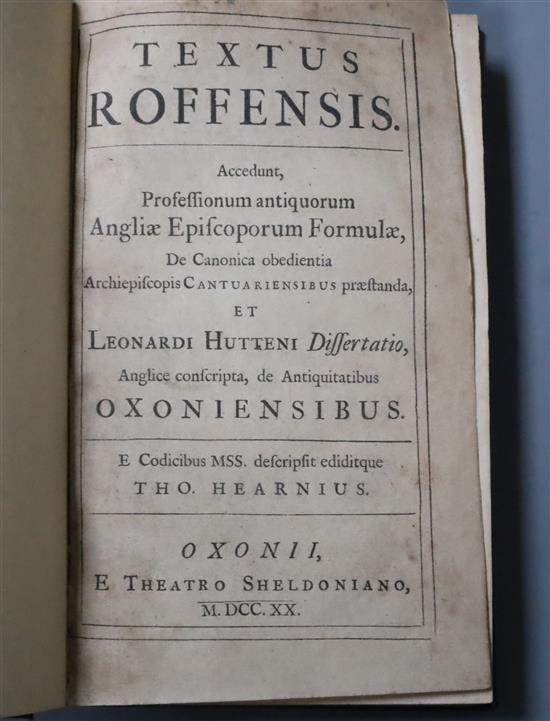 TEXTUS
ROFFENSIS.
Accedunt,
Profeſſionum antiquorum
Angliæ Epiſcoporum Formulæ,
De Canonica obedientia
Archiepiſcopis CANTUARIENSIBUS præſtanda,
ET
LEONARDI HUTTENI Diſſertatio,
Anglice conſcripta, de Antiquitatibus
OXONIENSIBUS.
E Codicibus MSS. deſcripſit ediditque
THO. HEARNIUS.
OXONII,
E THEATRO SHELDONIANO,
M. DCC. XX.